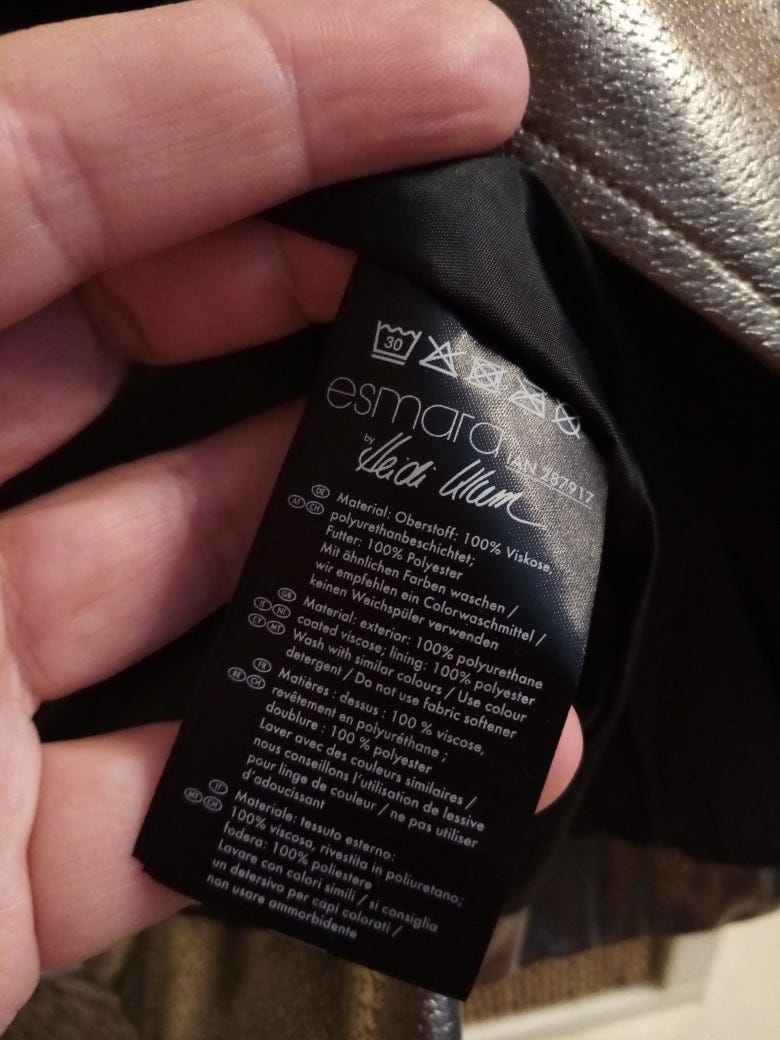 30
esmara
by Heidi Klum
IAN 287917
DE AT CH
Material: Oberstoff: 100% Viskose,
polyurethanbeschichtet;
Futter: 100% Polyester
Mit ähnlichen Farben waschen /
wir empfehlen ein Colorwaschmittel /
keinen Weichspüler verwenden
GB IE NI CY MT
Material: exterior: 100% polyurethane
coated viscose; lining: 100% polyester
Wash with similar colours / Use colour
detergent / Do not use fabric softener
FR BE CH
Matières : dessus : 100 % viscose,
revêtement en polyuréthane ;
doublure : 100 % polyester
Laver avec des couleurs similaires /
nous conseillons l'utilisation de lessive
pour linge de couleur / ne pas utiliser
d'adoucissant
IT MT CH
Materiale: tessuto esterno:
100% viscosa, rivestita in poliuretano;
fodera: 100% poliestere
Lavare con colori simili / si consiglia
un detersivo per capi colorati /
non usare ammorbidente